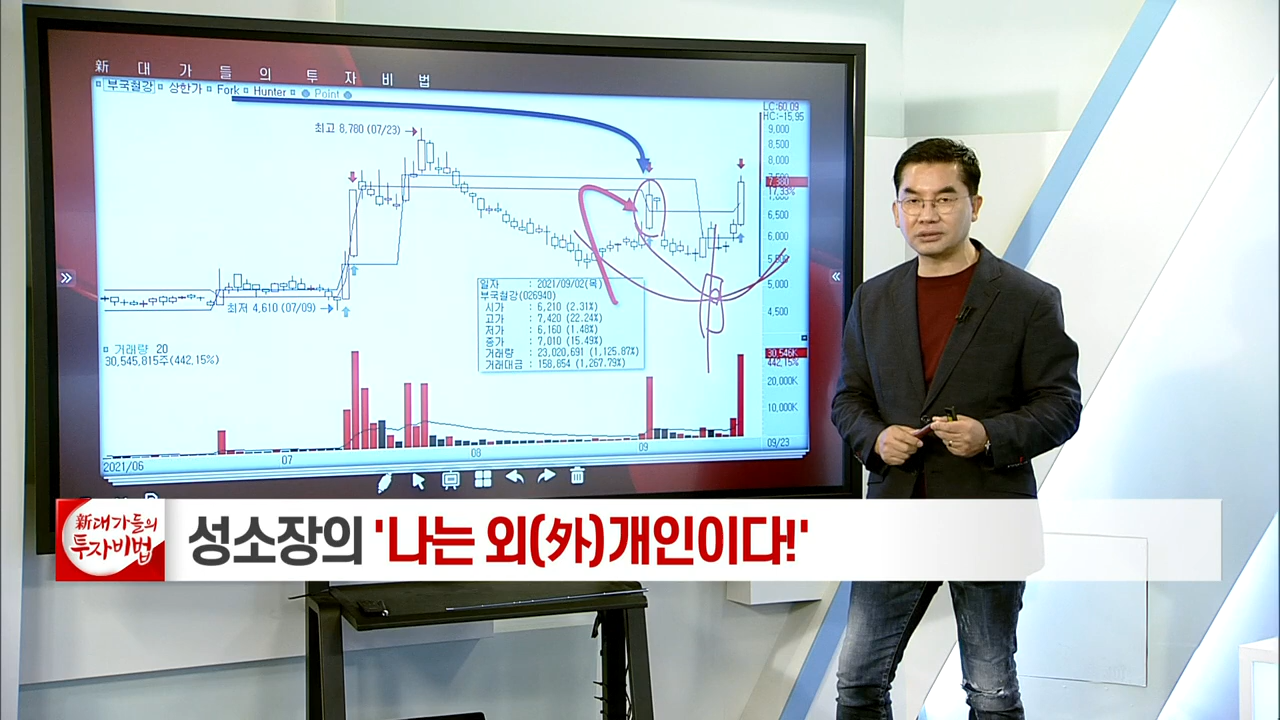 新 대 가 들 의 투 자 비 법
부국철강 상한가 Fork Hunter Point
LC:60.09
HC:-15.95
최고 8,780 (07/23)
9,000
8,500
8,000
7,380
17.33%
6,500
6,000
5,000
4,500
최저 4,610 (07/09)
일자 : 2021/09/02(목)
부국철강(026940)
시가 : 6,210 (2.31%)
고가 : 7,420 (22.24%)
저가 : 6,160 (1.48%)
종가 : 7,010 (15.49%)
거래량 : 23,020,691 (1,125.87%)
거래대금 : 158,854 (1,267.79%)
거래량 20
30,545,815주(442.15%)
30,546K
442.15%
20,000K
10,000K
2021/06
07
08
09
09/23
新대가들의
투자비법
성소장의 '나는 외(外)개인이다!'